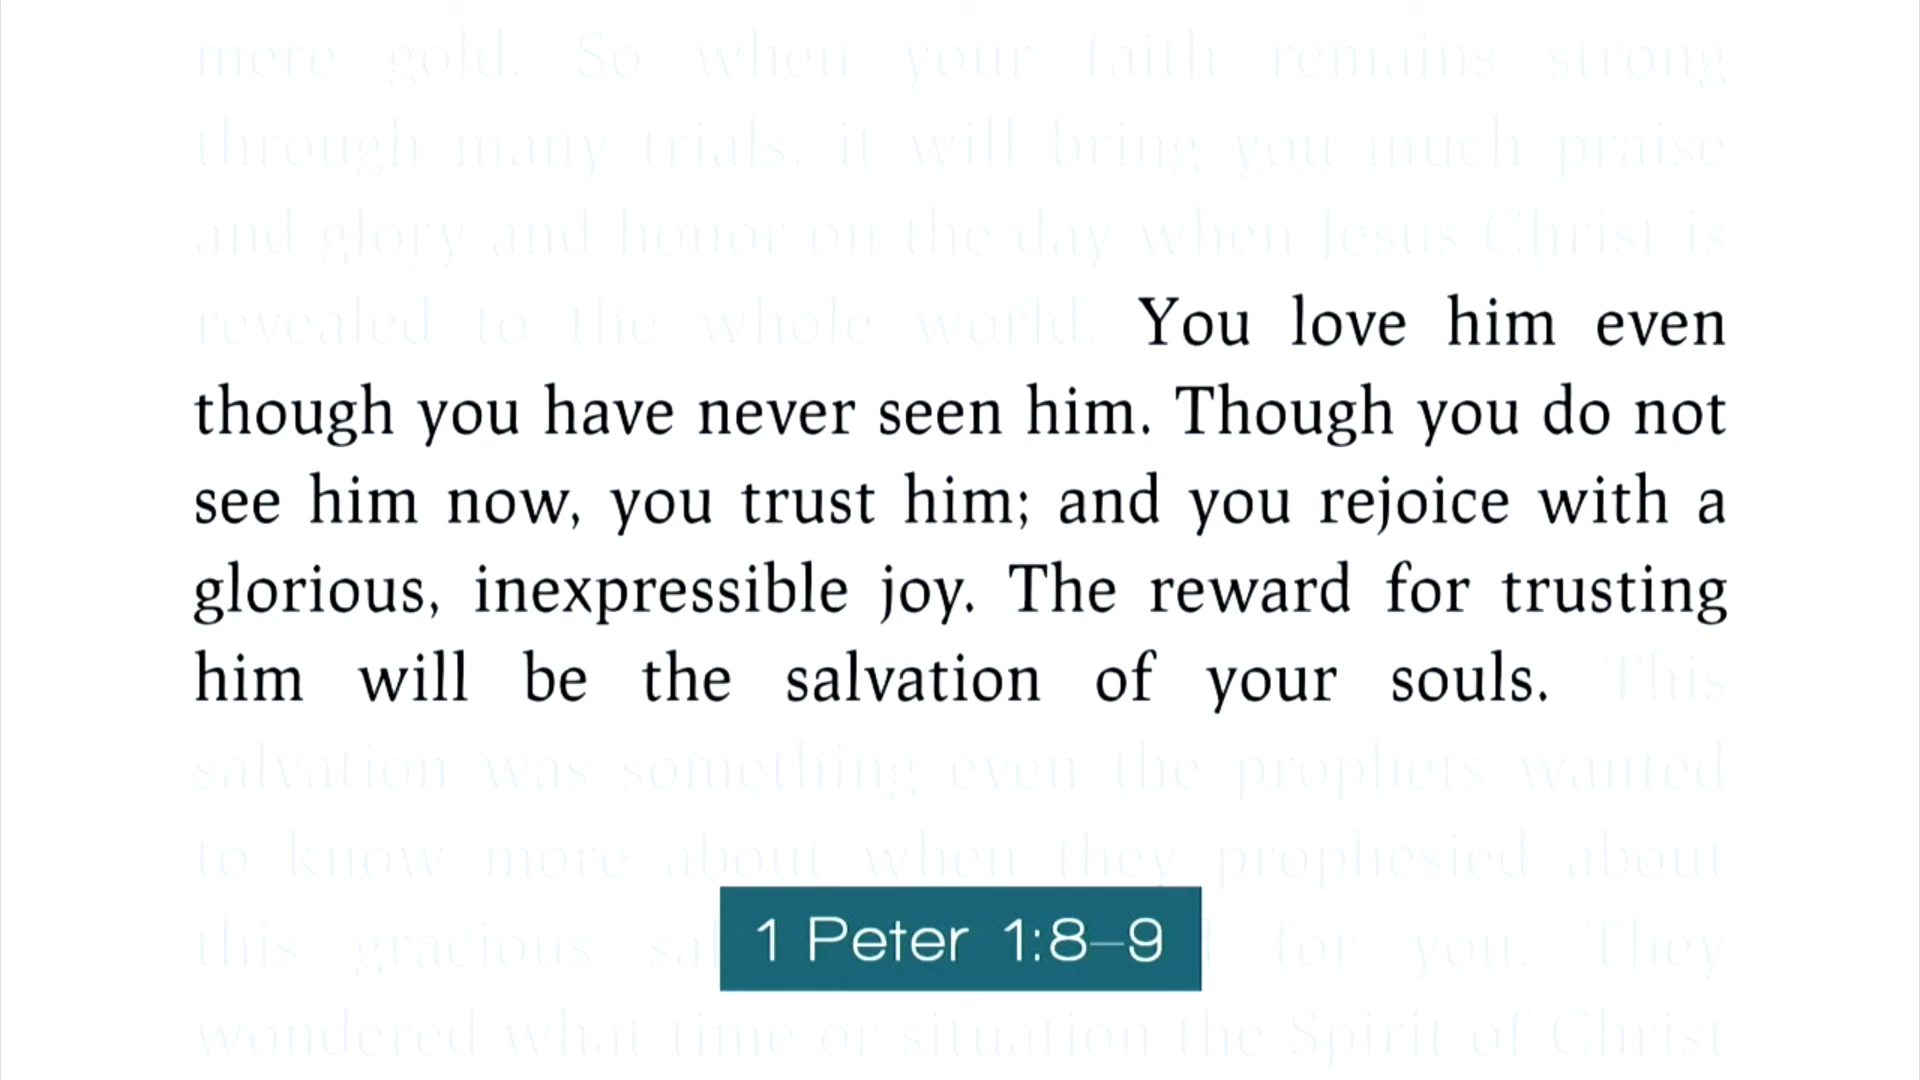 mere gold. So when your faith remains strong
through many trials, it will bring you much praise
and glory and honor on the day when Jesus Christ is
revealed to the whole world. You love him even
though you have never seen him. Though you do not
see him now, you trust him; and you rejoice with a
glorious, inexpressible joy. The reward for trusting
him will be the salvation of your souls. This
salvation was something even the prophets wanted
to know more about when they prophesied about
this gracious for you. They
1 Peter 1:8–9
wondered what time or situation the Spirit of Christ